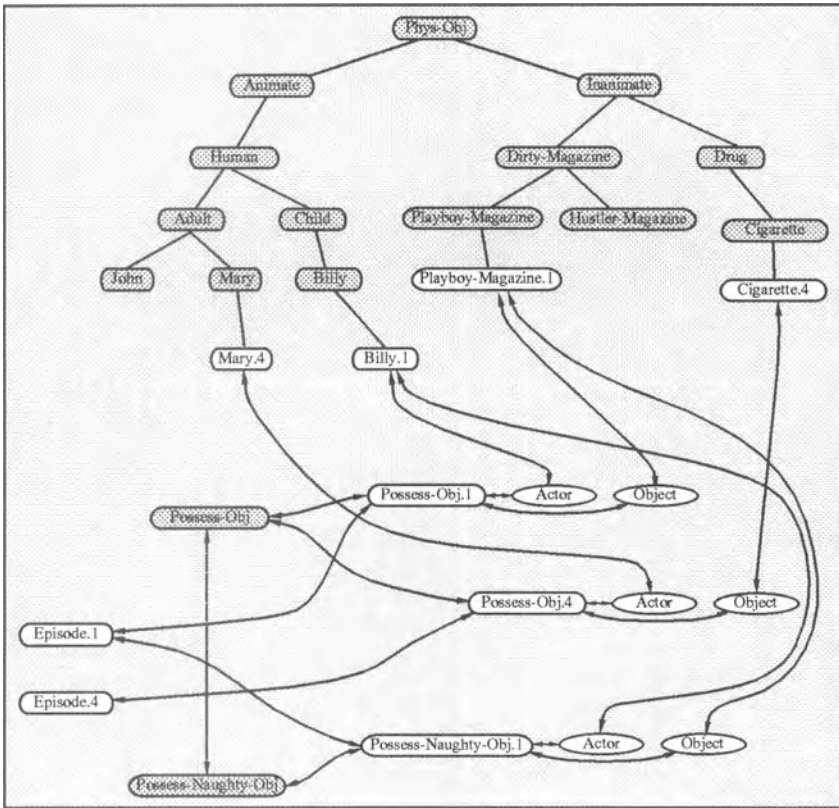 Phys-Obj
Animate
Inanimate
Human
Dirty-Magazine
Drug
Adult
Child
Playboy-Magazine
Hustler-Magazine
Cigarette
John
Mary
Billy
Playboy-Magazine.1
Cigarette.4
Mary.4
Billy.1
Possess-Obj.1
Actor
Object
Possess-Obj
Possess-Obj.4
Actor
Object
Episode.1
Episode.4
Possess-Naughty-Obj.1
Actor
Object
Possess-Naughty-Obj